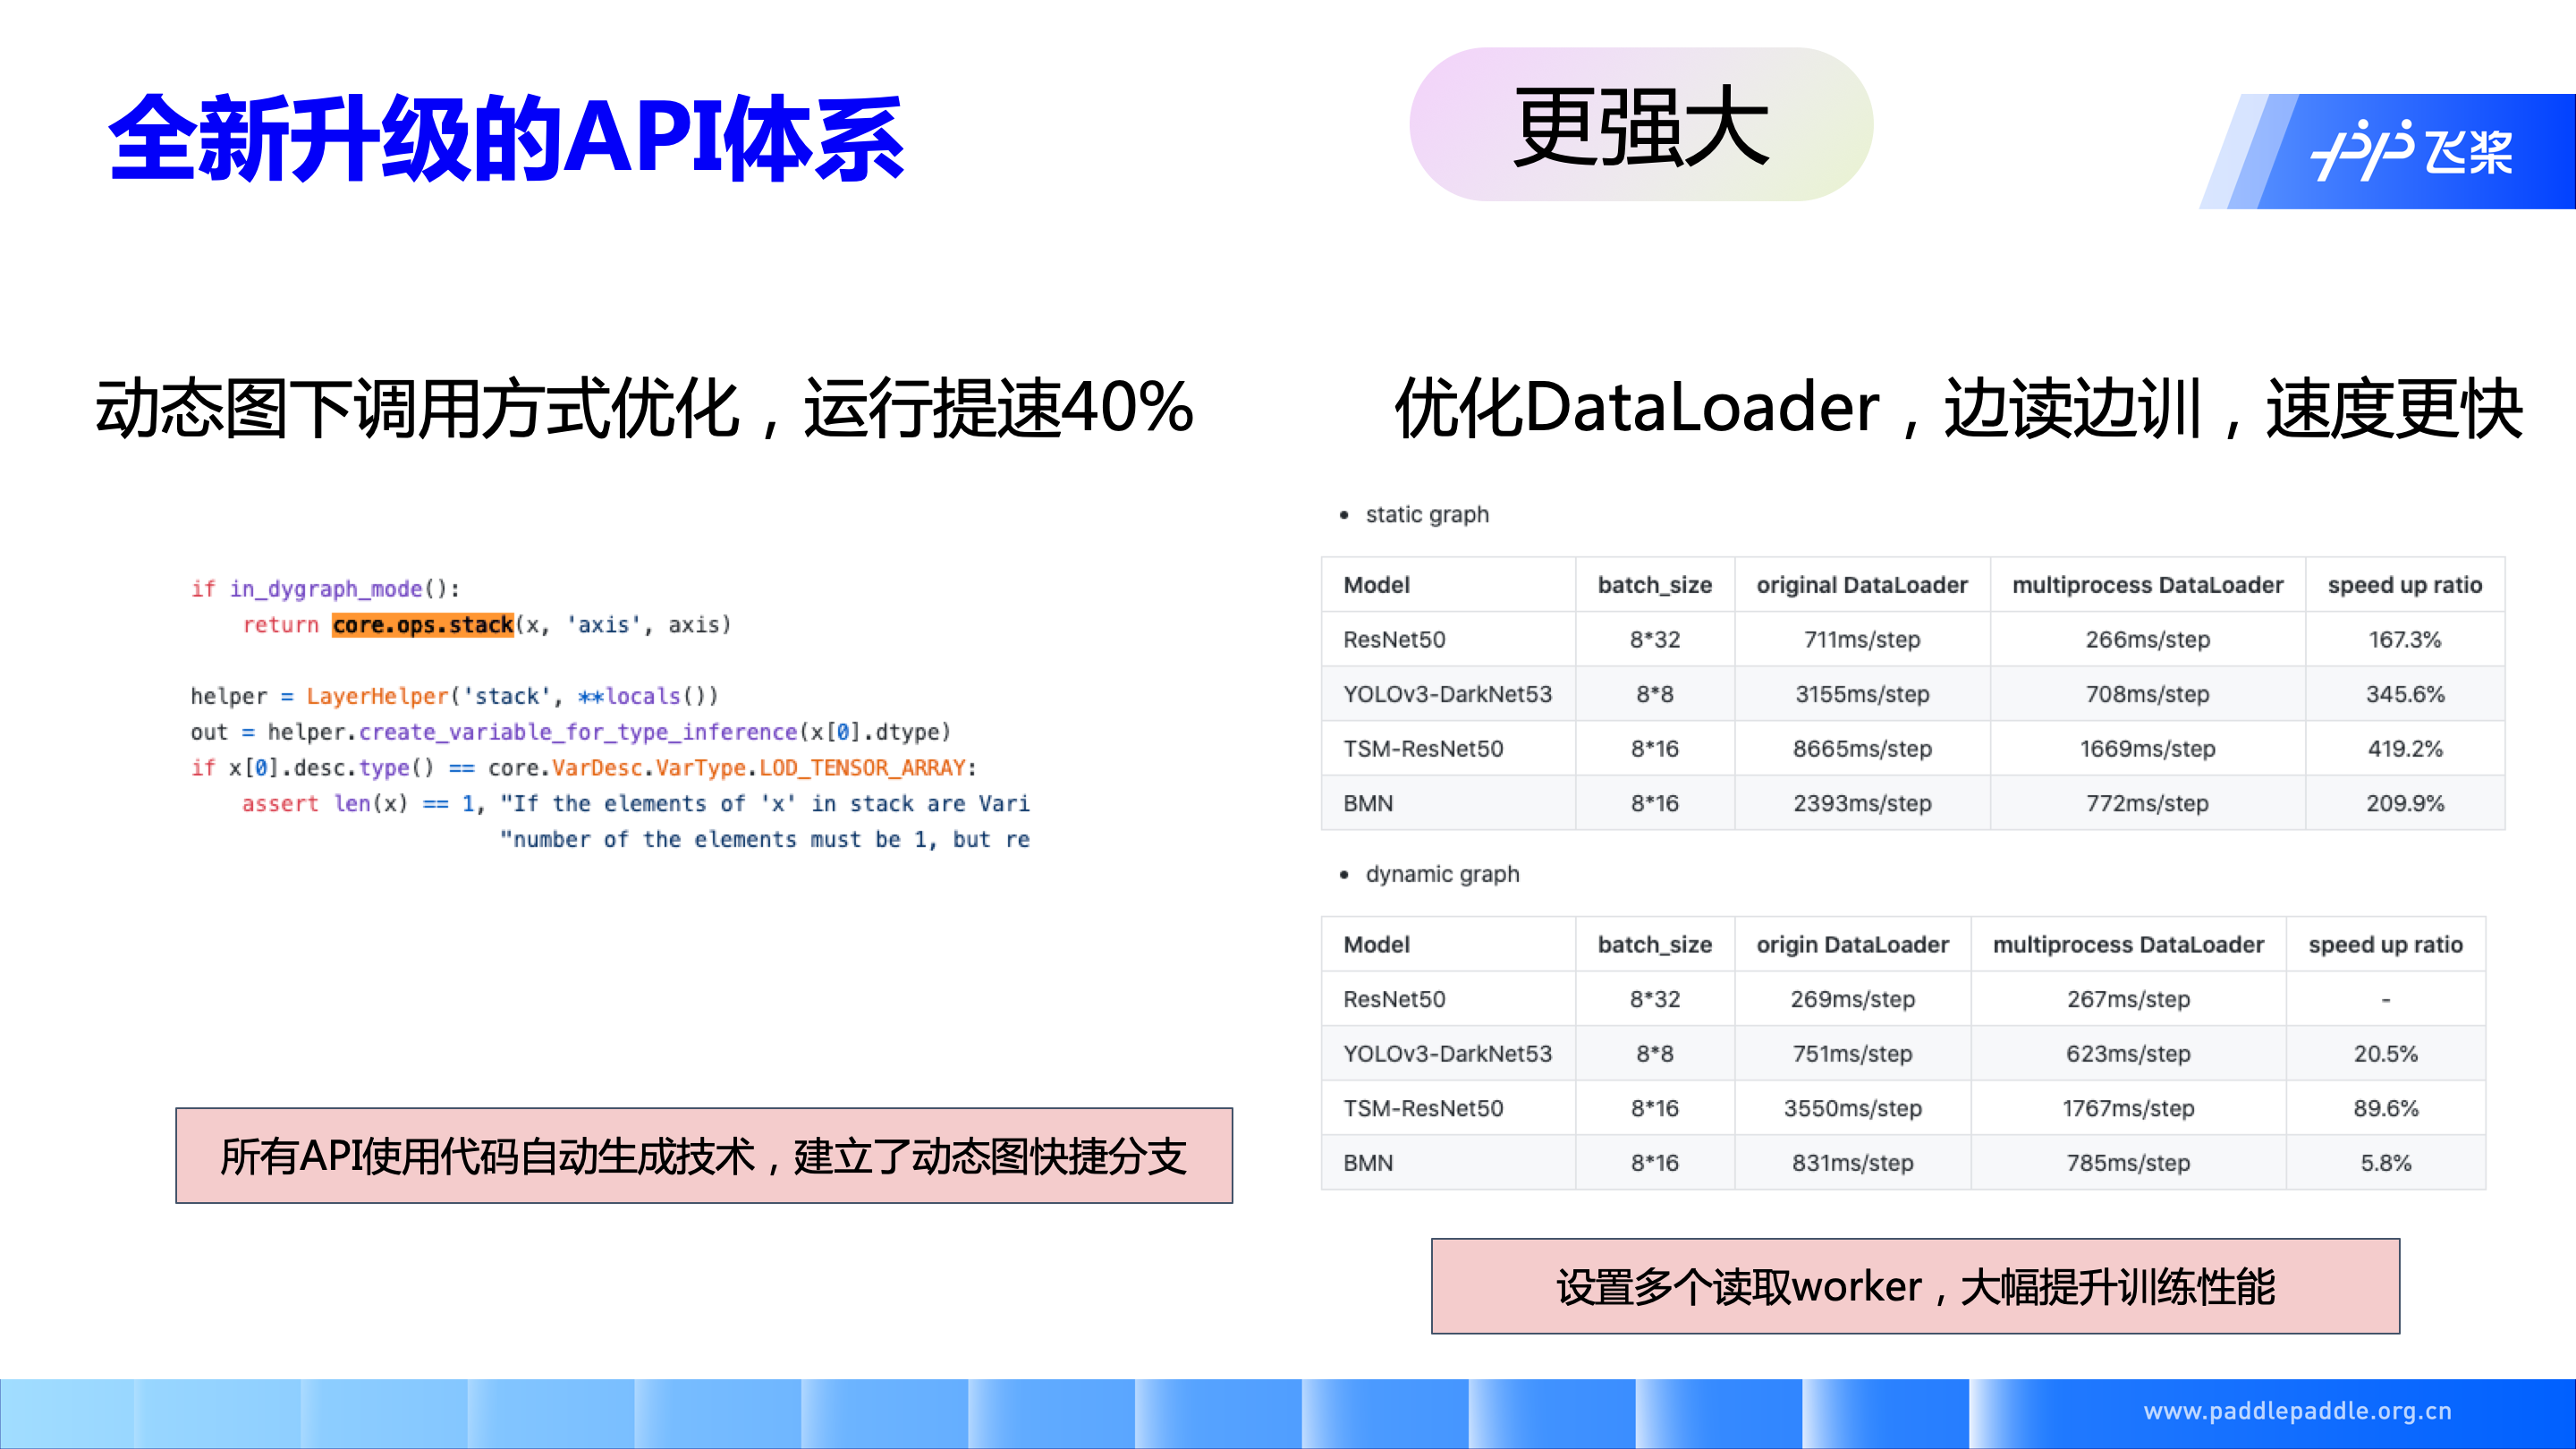 全新升级的API体系
更强大
飞桨
动态图下调用方式优化，运行提速40%
if in_dygraph_mode():
    return core.ops.stack(x, 'axis', axis)
helper = LayerHelper('stack', **locals())
out = helper.create_variable_for_type_inference(x[0].dtype)
if x[0].desc.type() == core.VarDesc.VarType.LOD_TENSOR_ARRAY:
    assert len(x) == 1, "If the elements of 'x' in stack are Vari
                        "number of the elements must be 1, but re
所有API使用代码自动生成技术，建立了动态图快捷分支
优化DataLoader，边读边训，速度更快
• static graph
Model batch_size original DataLoader multiprocess DataLoader speed up ratio
ResNet50 8*32 711ms/step 266ms/step 167.3%
YOLOv3-DarkNet53 8*8 3155ms/step 708ms/step 345.6%
TSM-ResNet50 8*16 8665ms/step 1669ms/step 419.2%
BMN 8*16 2393ms/step 772ms/step 209.9%
• dynamic graph
Model batch_size origin DataLoader multiprocess DataLoader speed up ratio
ResNet50 8*32 269ms/step 267ms/step -
YOLOv3-DarkNet53 8*8 751ms/step 623ms/step 20.5%
TSM-ResNet50 8*16 3550ms/step 1767ms/step 89.6%
BMN 8*16 831ms/step 785ms/step 5.8%
设置多个读取worker，大幅提升训练性能
www.paddlepaddle.org.cn